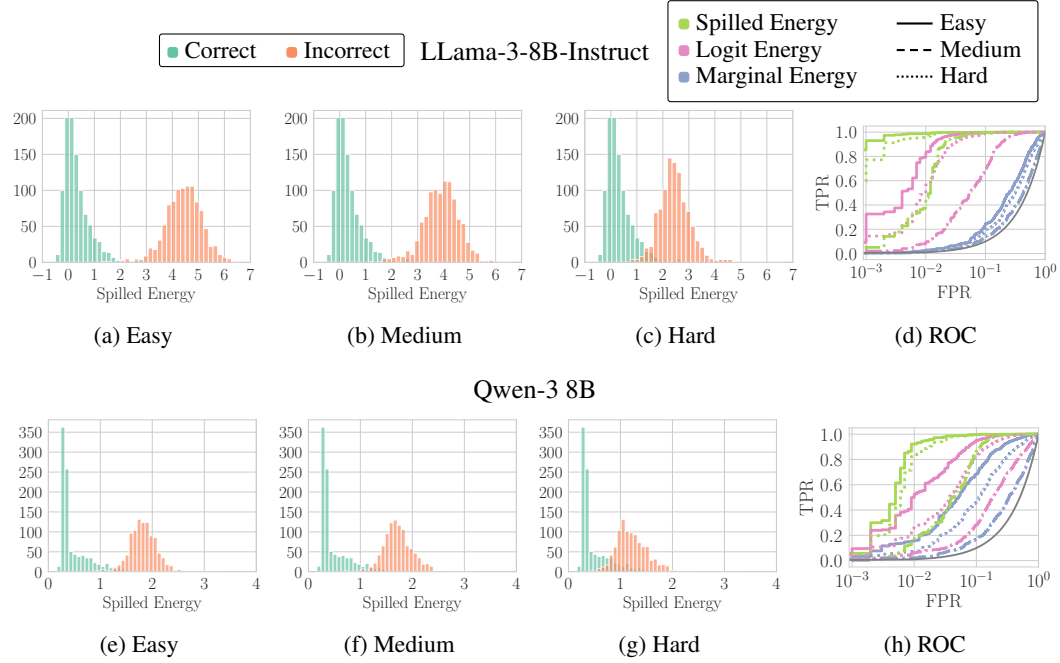 Correct Incorrect
LLama-3-8B-Instruct
Spilled Energy Easy
Logit Energy Medium
Marginal Energy Hard
200
150
100
50
0
−1 0 1 2 3 4 5 6 7
Spilled Energy
(a) Easy
200
150
100
50
0
−1 0 1 2 3 4 5 6 7
Spilled Energy
(b) Medium
200
150
100
50
0
−1 0 1 2 3 4 5 6 7
Spilled Energy
(c) Hard
1.0
0.8
0.6
0.4
0.2
0.0
TPR
10⁻³ 10⁻² 10⁻¹ 10⁰
FPR
(d) ROC
Qwen-3 8B
350
300
250
200
150
100
50
0
0 1 2 3 4
Spilled Energy
(e) Easy
350
300
250
200
150
100
50
0
0 1 2 3 4
Spilled Energy
(f) Medium
350
300
250
200
150
100
50
0
0 1 2 3 4
Spilled Energy
(g) Hard
1.0
0.8
0.6
0.4
0.2
0.0
TPR
10⁻³ 10⁻² 10⁻¹ 10⁰
FPR
(h) ROC